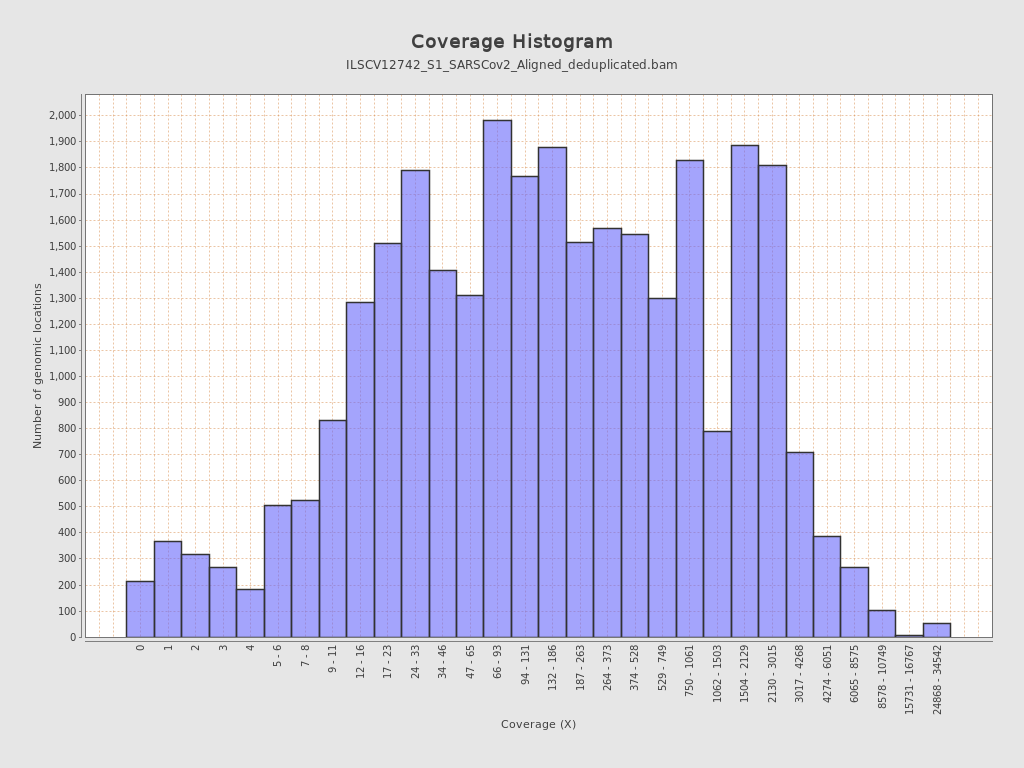 Coverage Histogram
ILSCV12742_S1_SARSCov2_Aligned_deduplicated.bam
Number of genomic locations
2,000
1,900
1,800
1,700
1,600
1,500
1,400
1,300
1,200
1,100
1,000
900
800
700
600
500
400
300
200
100
0
0
1
2
3
4
5 - 6
7 - 8
9 - 11
12 - 16
17 - 23
24 - 33
34 - 46
47 - 65
66 - 93
94 - 131
132 - 186
187 - 263
264 - 373
374 - 528
529 - 749
750 - 1061
1062 - 1503
1504 - 2129
2130 - 3015
3017 - 4268
4274 - 6051
6065 - 8575
8578 - 10749
15731 - 16767
24868 - 34542
Coverage (X)